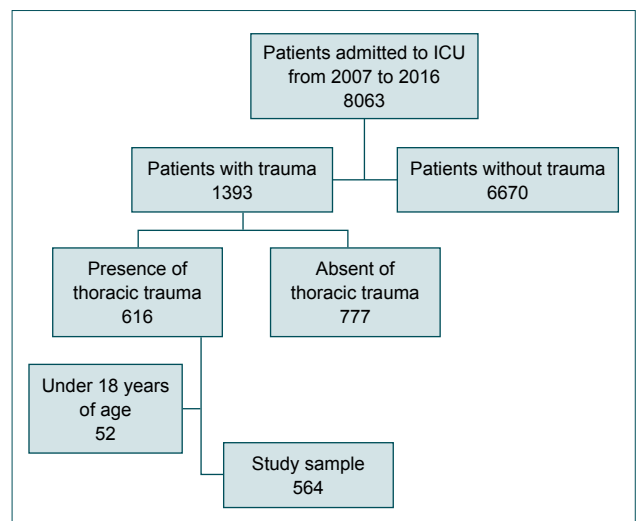 Patients admitted to ICU
from 2007 to 2016
8063
Patients with trauma
1393
Patients without trauma
6670
Presence of
thoracic trauma
616
Absent of
thoracic trauma
777
Under 18 years
of age
52
Study sample
564